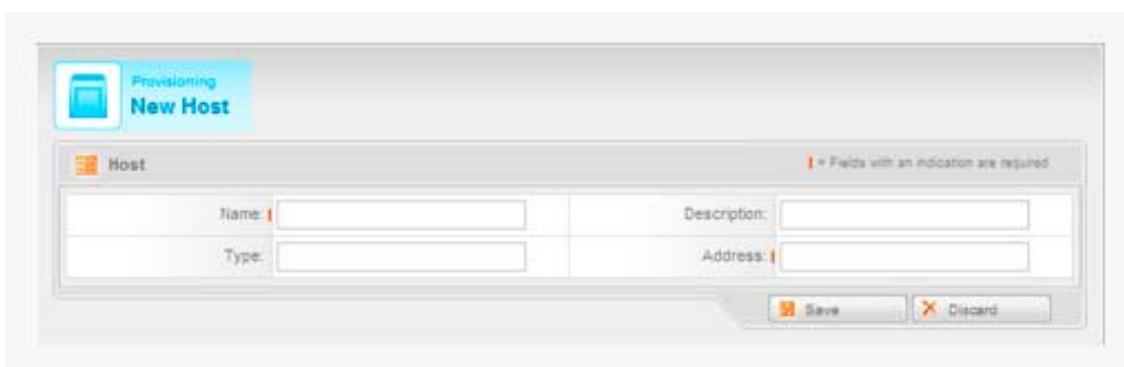 Provisioning
New Host
Host
= Fields with an indication are required
Name:
Description:
Type:
Address:
Save
Discard